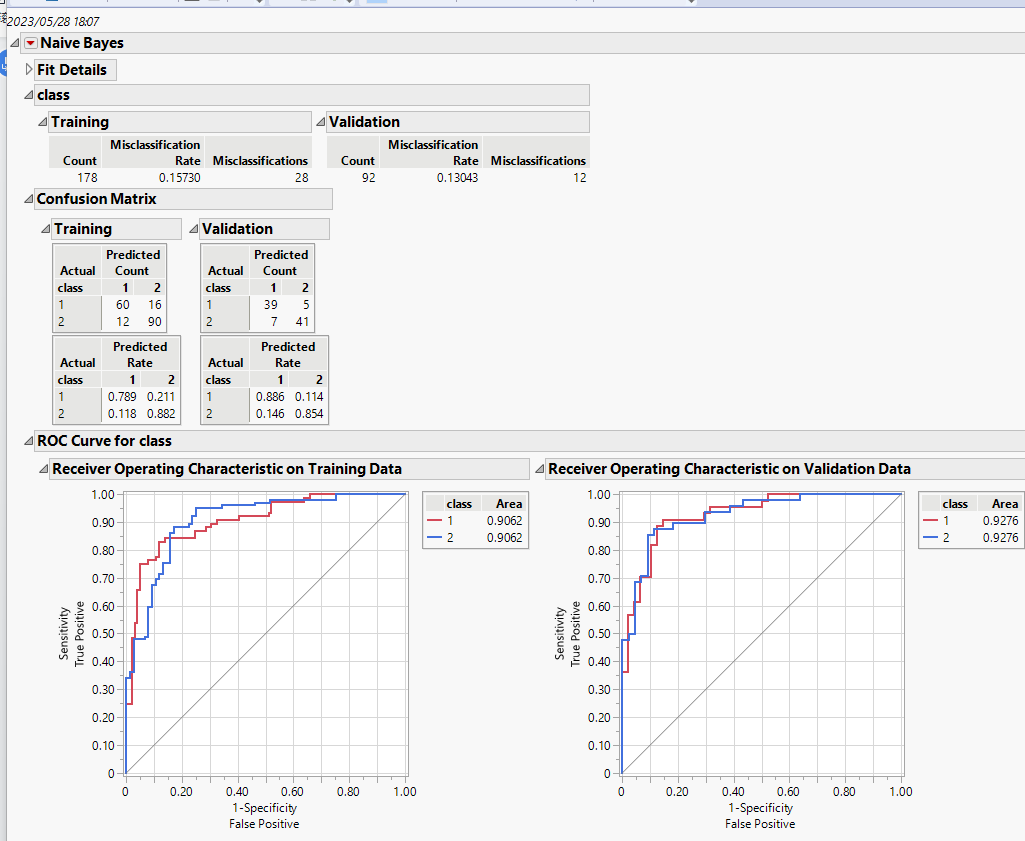 2023/05/28 18:07
Naive Bayes
Fit Details
class
Training
Validation
Misclassification
Count Rate Misclassifications
178 0.15730 28
Misclassification
Count Rate Misclassifications
92 0.13043 12
Confusion Matrix
Training
Validation
Predicted
Actual Count
class 1 2
1 60 16
2 12 90
Predicted
Actual Count
class 1 2
1 39 5
2 7 41
Predicted
Actual Rate
class 1 2
1 0.789 0.211
2 0.118 0.882
Predicted
Actual Rate
class 1 2
1 0.886 0.114
2 0.146 0.854
ROC Curve for class
Receiver Operating Characteristic on Training Data
1.00
0.90
0.80
0.70
0.60
0.50
0.40
0.30
0.20
0.10
0
Sensitivity
True Positive
0 0.20 0.40 0.60 0.80 1.00
1-Specificity
False Positive
class Area
1 0.9062
2 0.9062
Receiver Operating Characteristic on Validation Data
1.00
0.90
0.80
0.70
0.60
0.50
0.40
0.30
0.20
0.10
0
Sensitivity
True Positive
0 0.20 0.40 0.60 0.80 1.00
1-Specificity
False Positive
class Area
1 0.9276
2 0.9276